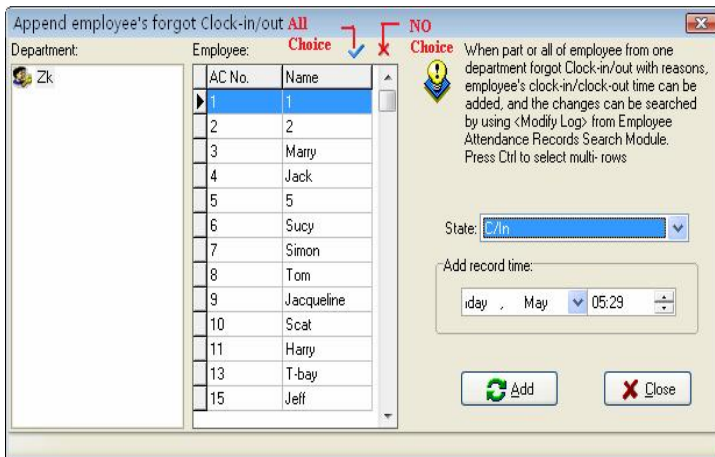 Append employee's forgot Clock-in/out
All
Choice
NO
Choice
Department:
Employee:
Zk
AC No. Name
1 1
2 2
3 Marry
4 Jack
5 5
6 Sucy
7 Simon
8 Tom
9 Jacqueline
10 Scat
11 Harry
13 T-bay
15 Jeff
When part or all of employee from one
department forgot Clock-in/out with reasons,
employee's clock-in/clock-out time can be
added, and the changes can be searched
by using <Modify Log> from Employee
Attendance Records Search Module.
Press Ctrl to select multi- rows
State: C/In
Add record time:
day , May 05:29
Add
Close